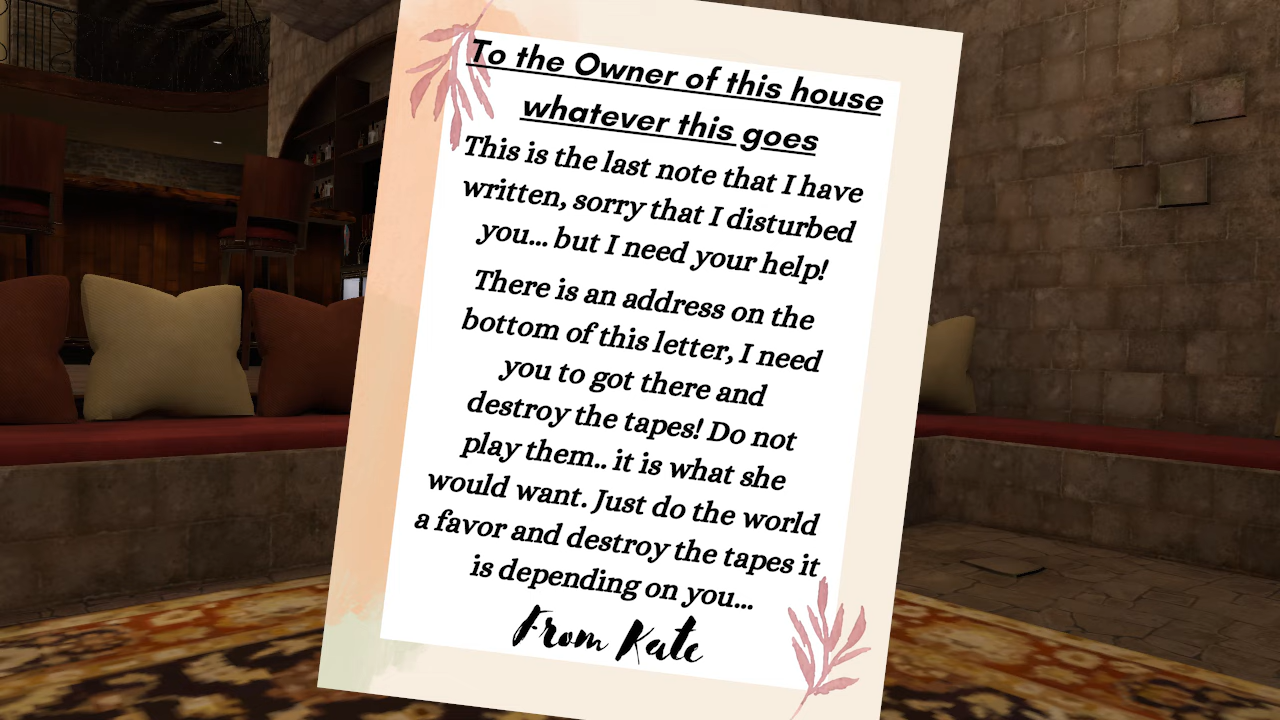 To the Owner of this house
whatever this goes
This is the last note that I have
written, sorry that I disturbed
you... but I need your help!
There is an address on the
bottom of this letter, I need
you to got there and
destroy the tapes! Do not
play them.. it is what she
would want. Just do the world
a favor and destroy the tapes it
is depending on you...
From Kate